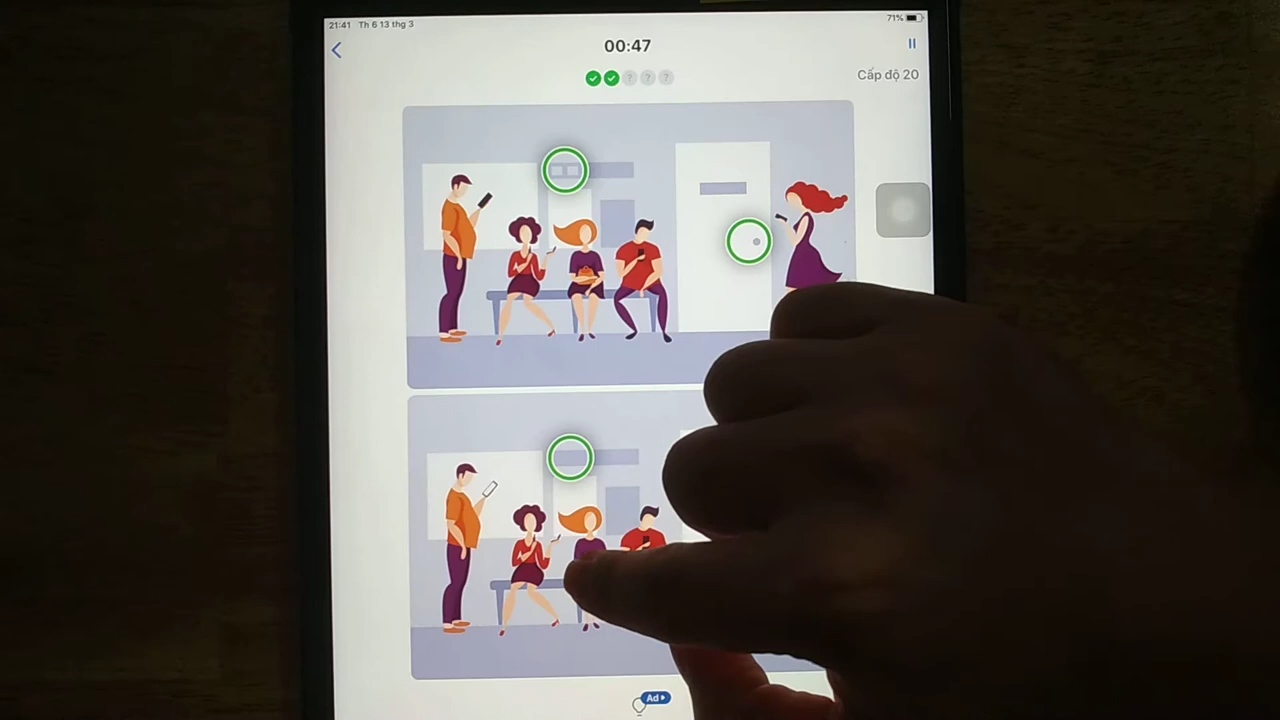 21:41 Th 6 13 thg 3
71%
00:47
? ? ?
Cấp độ 20
Ad